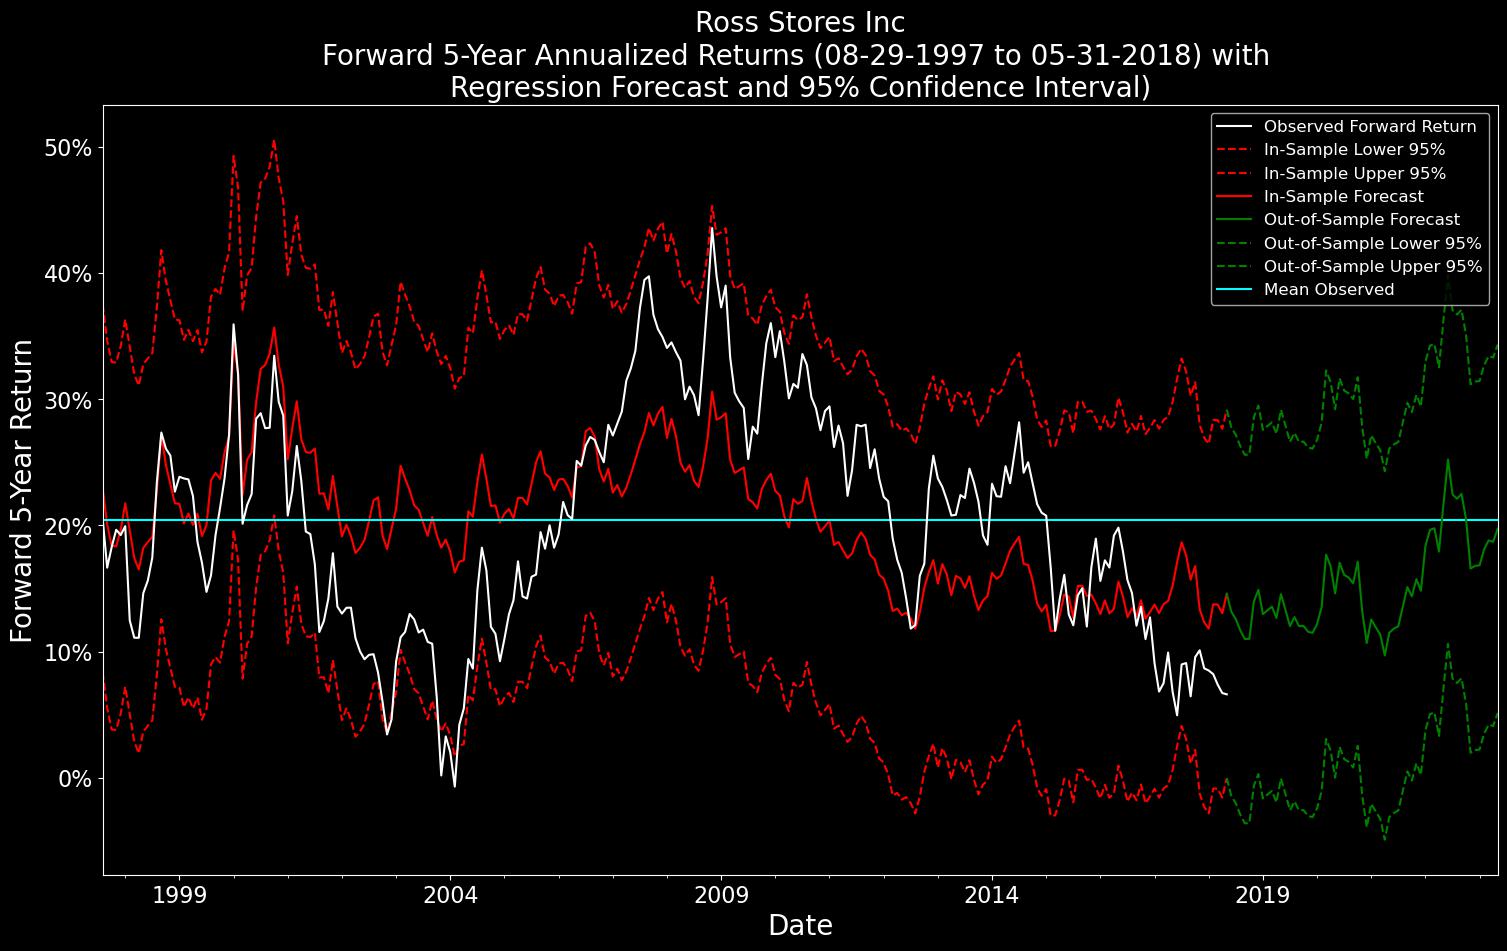 Ross Stores Inc
Forward 5-Year Annualized Returns (08-29-1997 to 05-31-2018) with
Regression Forecast and 95% Confidence Interval)
Forward 5-Year Return
50%
40%
30%
20%
10%
0%
Observed Forward Return
In-Sample Lower 95%
In-Sample Upper 95%
In-Sample Forecast
Out-of-Sample Forecast
Out-of-Sample Lower 95%
Out-of-Sample Upper 95%
Mean Observed
1999 2004 2009 2014 2019
Date